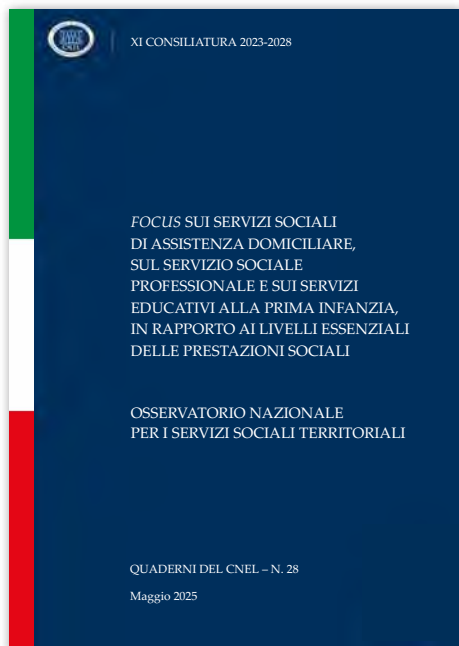 CNEL
XI CONSILIATURA 2023-2028
FOCUS SUI SERVIZI SOCIALI
DI ASSISTENZA DOMICILIARE,
SUL SERVIZIO SOCIALE
PROFESSIONALE E SUI SERVIZI
EDUCATIVI ALLA PRIMA INFANZIA,
IN RAPPORTO AI LIVELLI ESSENZIALI
DELLE PRESTAZIONI SOCIALI
OSSERVATORIO NAZIONALE
PER I SERVIZI SOCIALI TERRITORIALI
QUADERNI DEL CNEL – N. 28
Maggio 2025